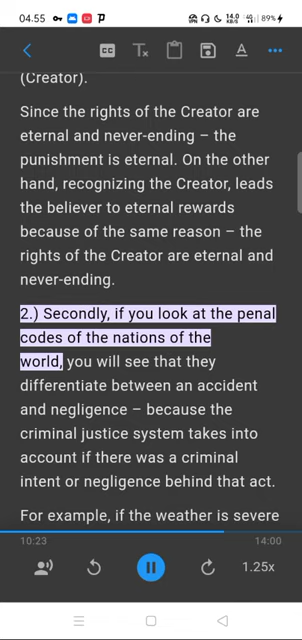 04.55
14.0
KB/S
4G
89%
CC
(Creator).
Since the rights of the Creator are
eternal and never-ending – the
punishment is eternal. On the other
hand, recognizing the Creator, leads
the believer to eternal rewards
because of the same reason – the
rights of the Creator are eternal and
never-ending.
2.) Secondly, if you look at the penal
codes of the nations of the
world, you will see that they
differentiate between an accident
and negligence – because the
criminal justice system takes into
account if there was a criminal
intent or negligence behind that act.
For example, if the weather is severe
10:23 14:00
1.25x